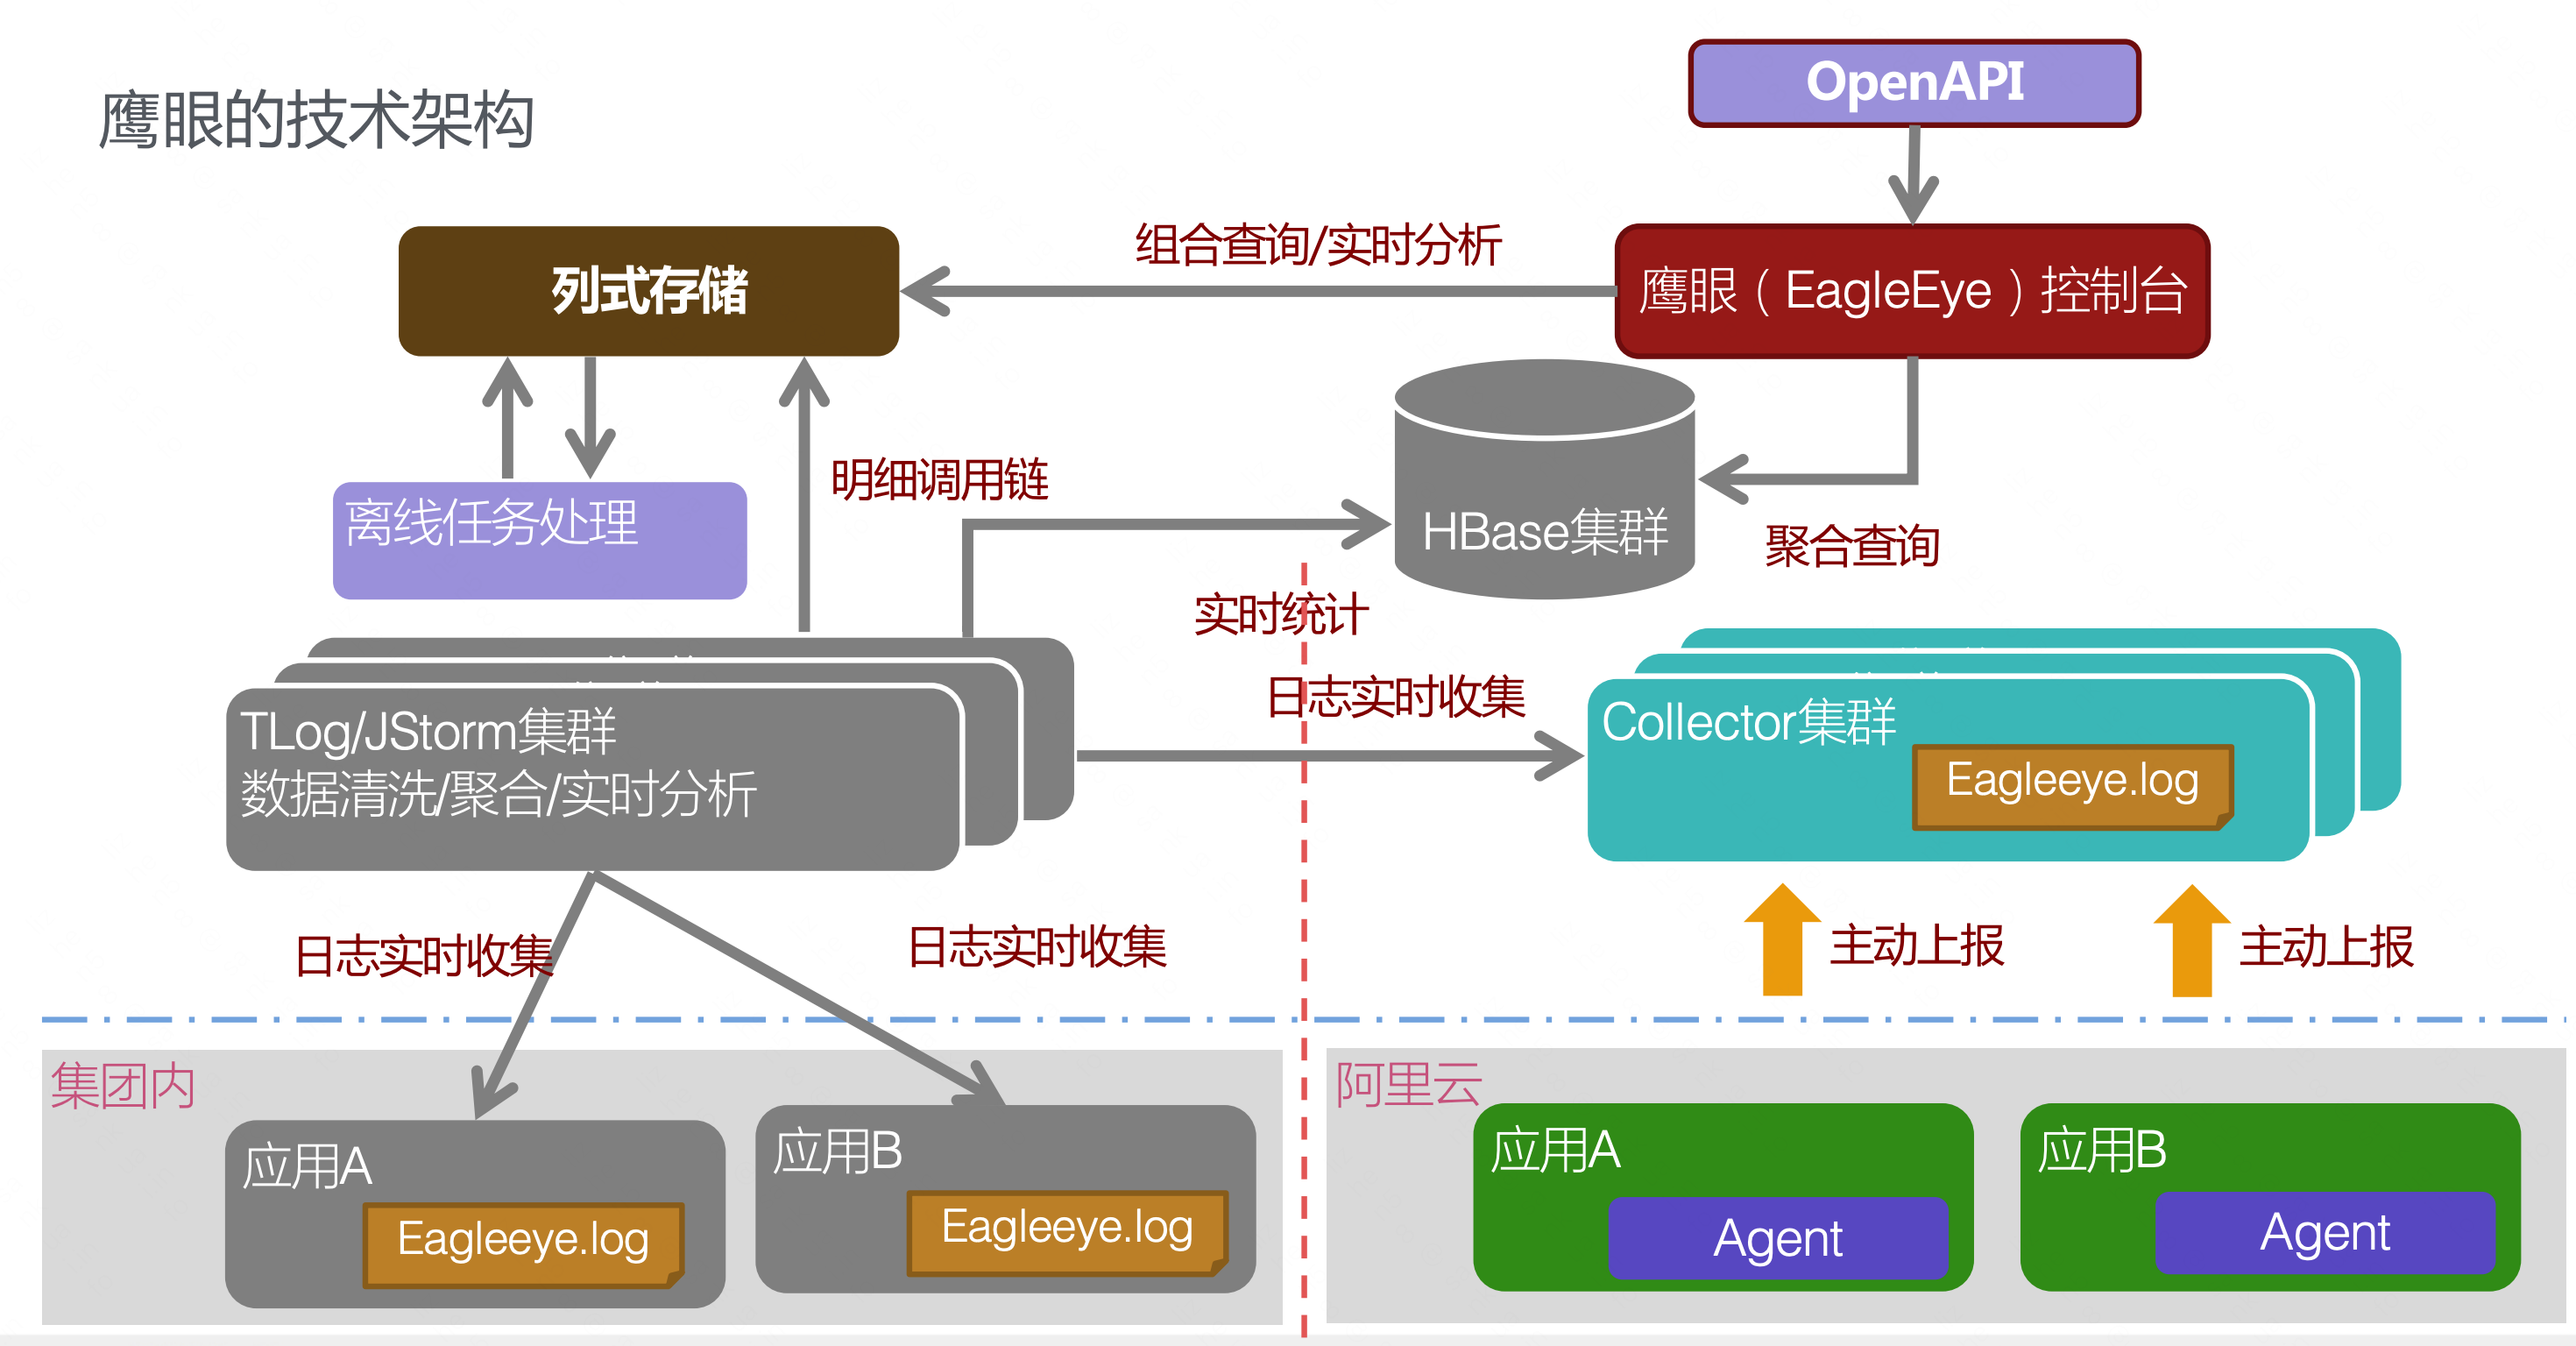 鹰眼的技术架构
OpenAPI
组合查询/实时分析
列式存储
鹰眼（EagleEye）控制台
明细调用链
离线任务处理
HBase集群
聚合查询
实时统计
日志实时收集
TLog/JStorm集群
数据清洗/聚合/实时分析
Collector集群
Eagleeye.log
日志实时收集
日志实时收集
主动上报
主动上报
集团内
应用A
Eagleeye.log
应用B
Eagleeye.log
阿里云
应用A
Agent
应用B
Agent